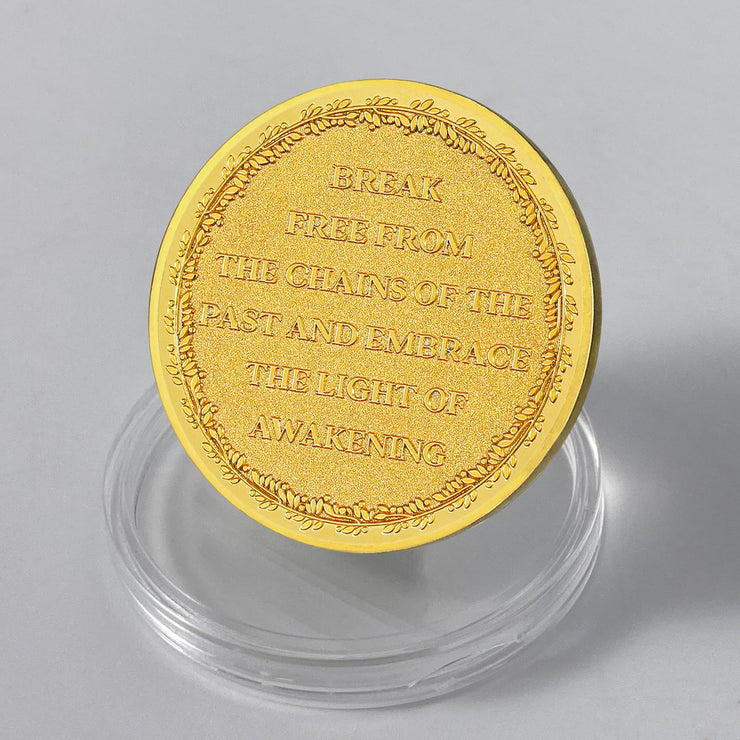 BREAK
FREE FROM
THE CHAINS OF THE
PAST AND EMBRACE
THE LIGHT OF
AWAKENING